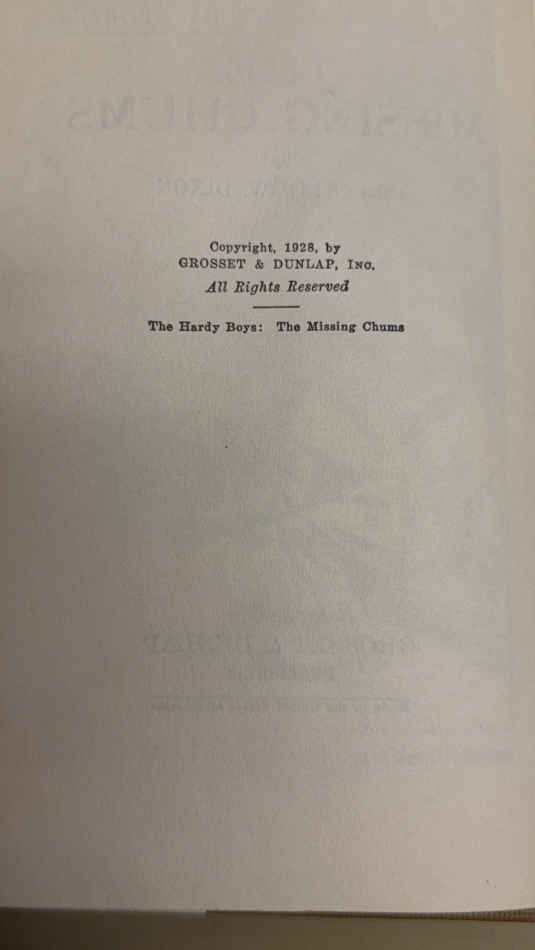 Copyright, 1928, by
GROSSET & DUNLAP, INC.
All Rights Reserved
The Hardy Boys: The Missing Chums